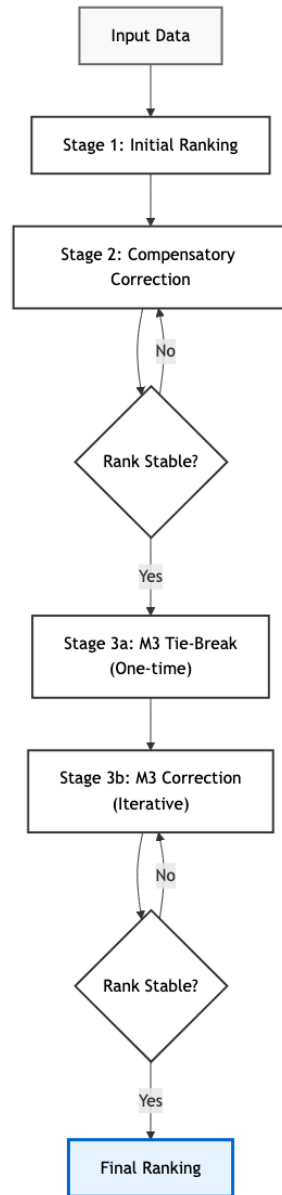 Input Data
Stage 1: Initial Ranking
Stage 2: Compensatory
Correction
No
Rank Stable?
Yes
Stage 3a: M3 Tie-Break
(One-time)
Stage 3b: M3 Correction
(Iterative)
No
Rank Stable?
Yes
Final Ranking